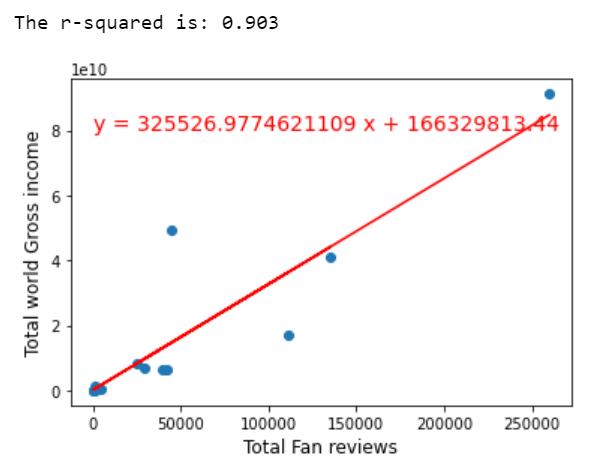 The r-squared is: 0.903
1e10
y = 325526.9774621109 x + 166329813.44
8
6
4
2
0
Total world Gross income
0 50000 100000 150000 200000 250000
Total Fan reviews